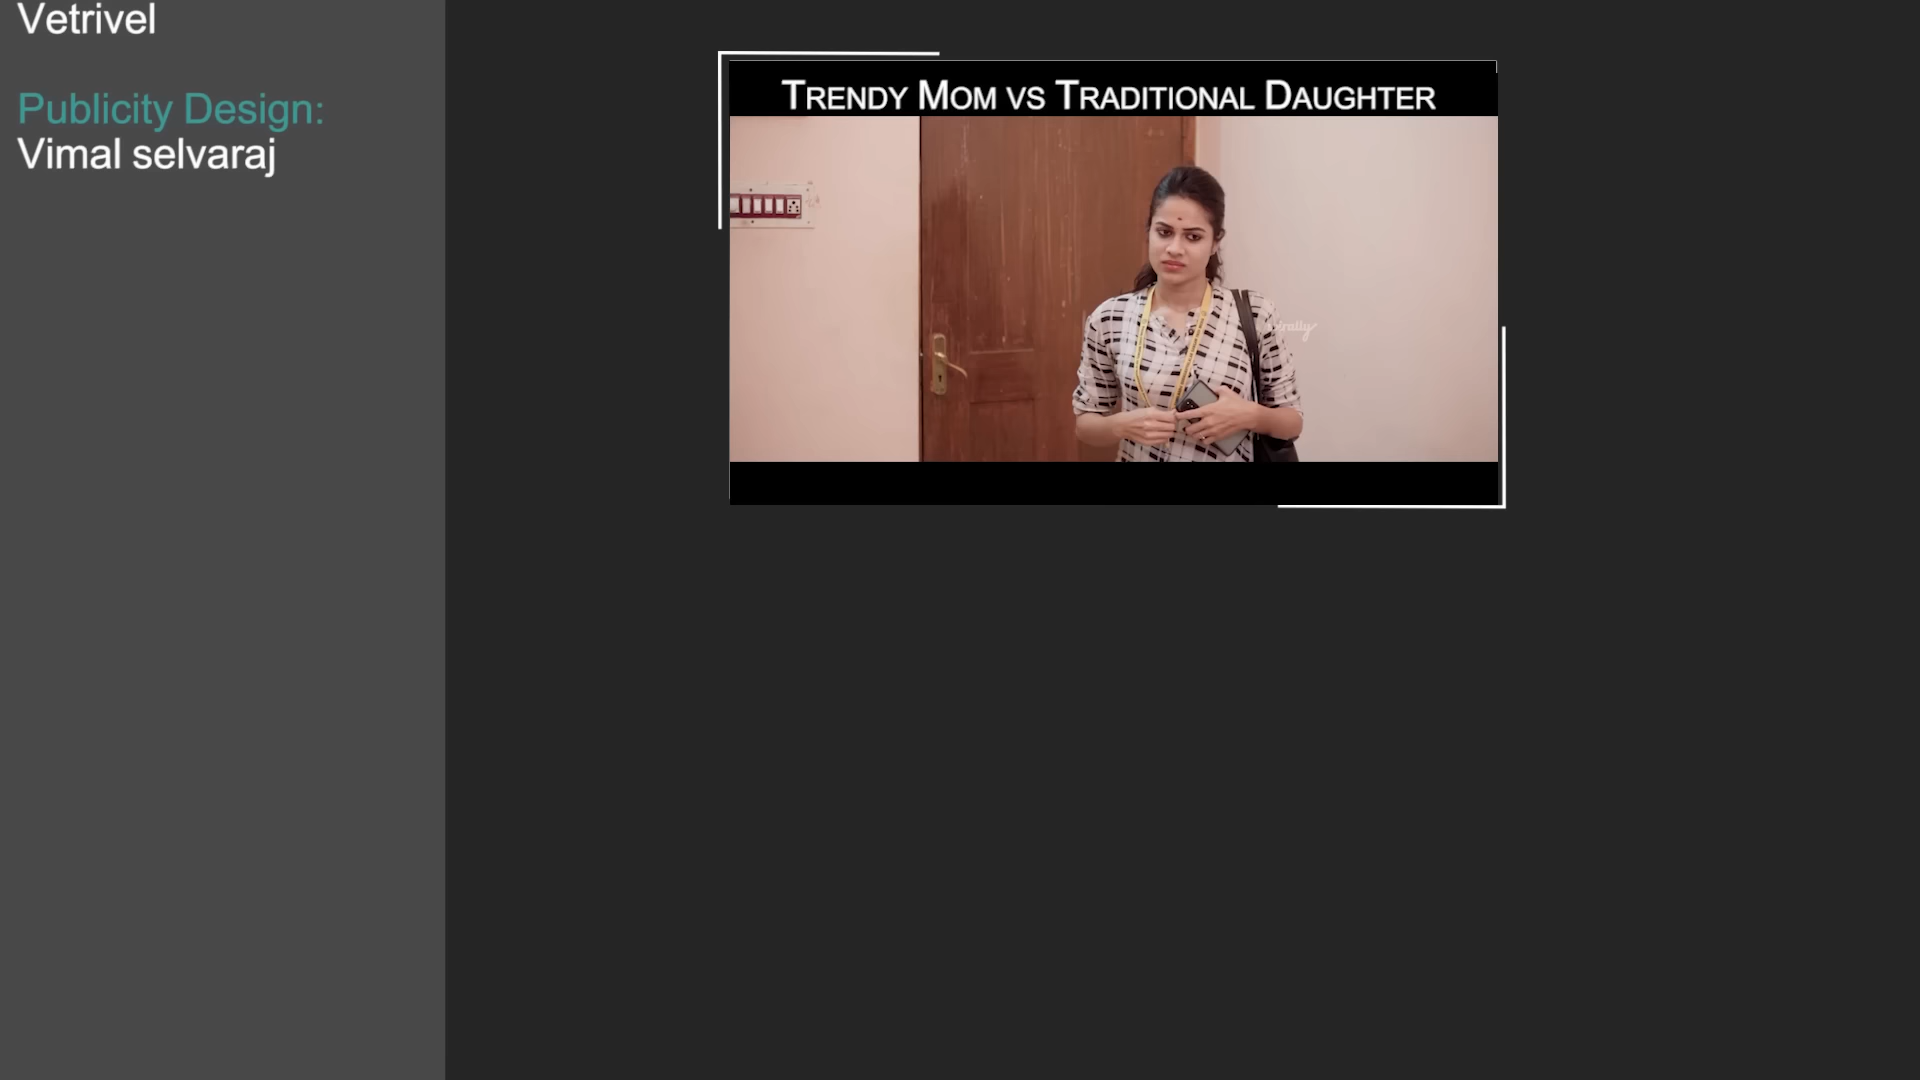 Vetrivel
Publicity Design:
Vimal selvaraj
TRENDY MOM VS TRADITIONAL DAUGHTER